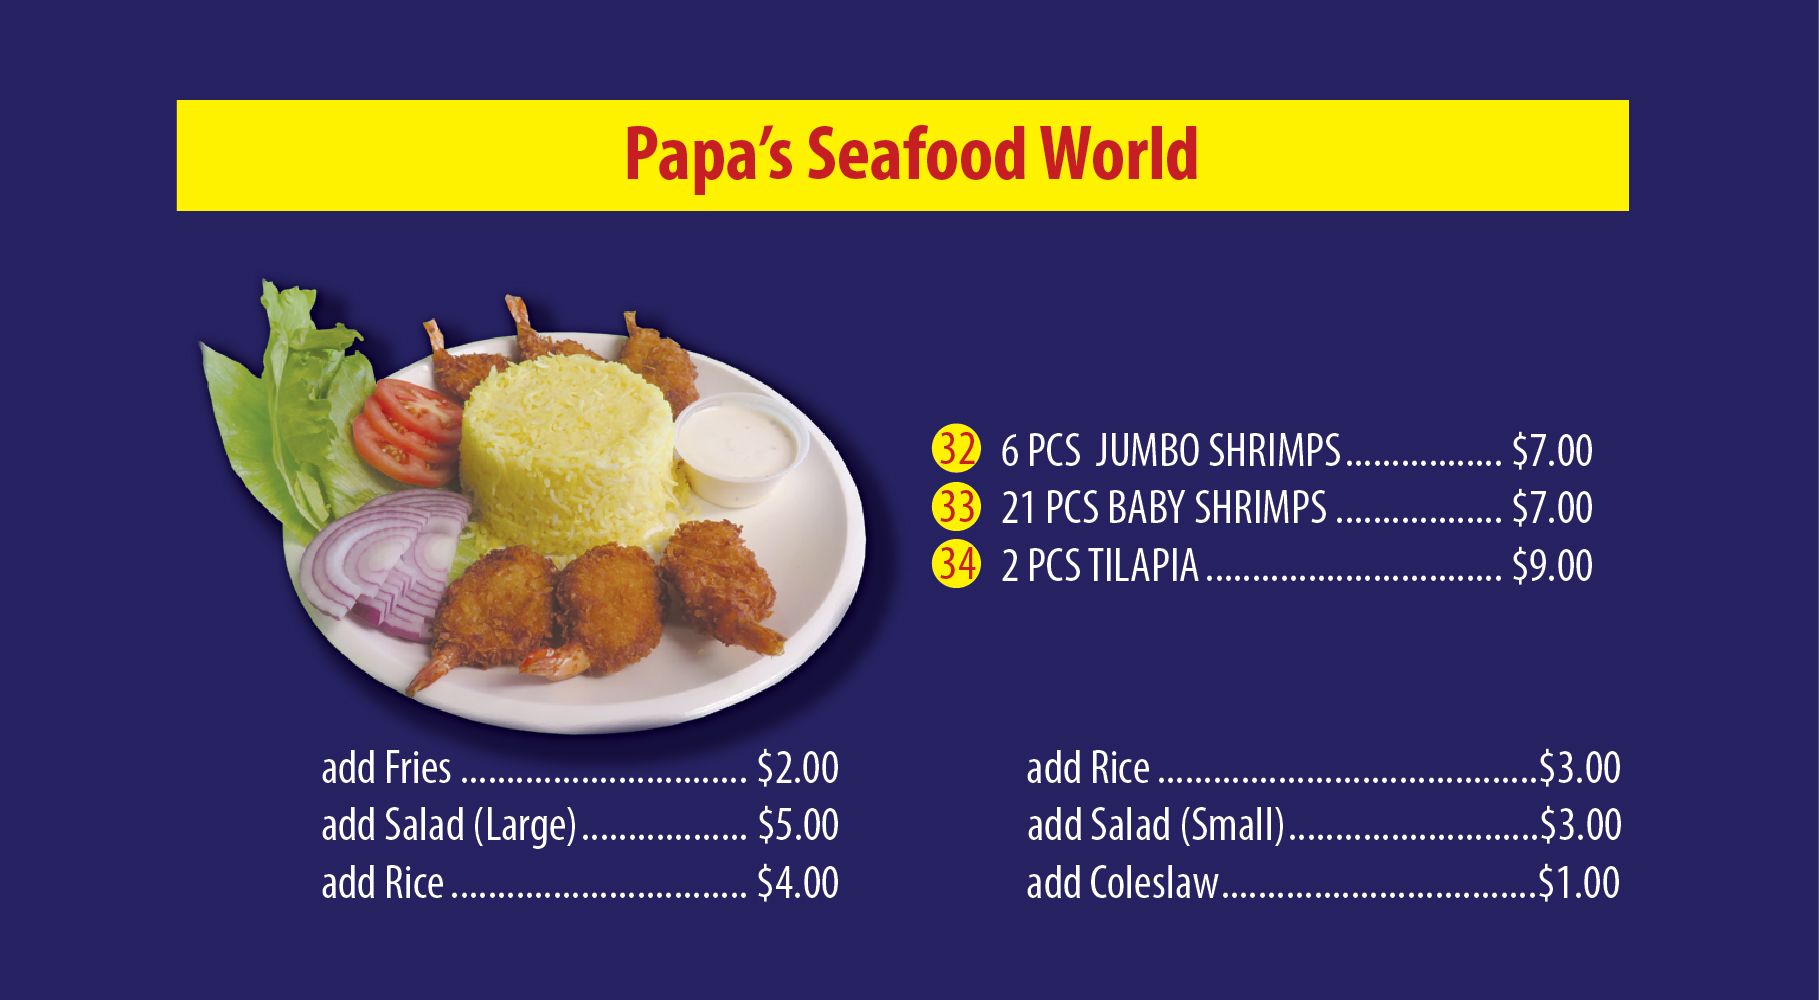 Papa’s Seafood World
32 6 PCS JUMBO SHRIMPS................. $7.00
33 21 PCS BABY SHRIMPS .................. $7.00
34 2 PCS TILAPIA ................................ $9.00
add Fries ............................... $2.00
add Salad (Large).................. $5.00
add Rice ................................ $4.00
add Rice .........................................$3.00
add Salad (Small)...........................$3.00
add Coleslaw..................................$1.00